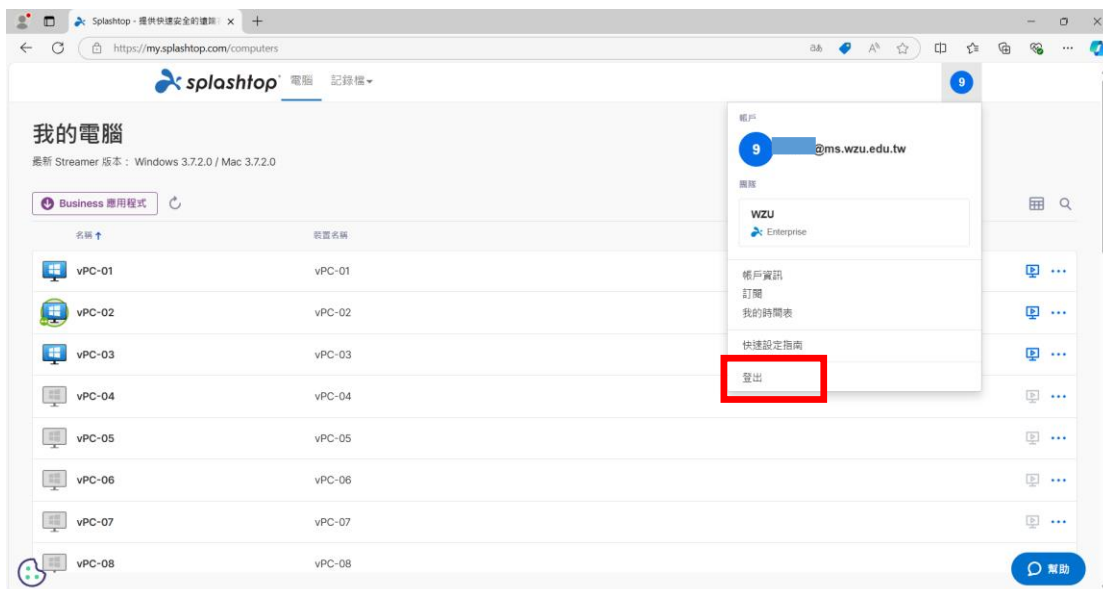 Splashtop - 提供快速安全的遠端
https://my.splashtop.com/computers
splashtop 電腦 記錄檔
9
我的電腦
最新 Streamer 版本： Windows 3.7.2.0 / Mac 3.7.2.0
Business 應用程式
帳戶
9 @ms.wzu.edu.tw
團隊
WZU
Enterprise
帳戶資訊
訂閱
我的時間表
快速設定指南
登出
名稱 裝置名稱
vPC-01 vPC-01
vPC-02 vPC-02
vPC-03 vPC-03
vPC-04 vPC-04
vPC-05 vPC-05
vPC-06 vPC-06
vPC-07 vPC-07
vPC-08 vPC-08
幫助